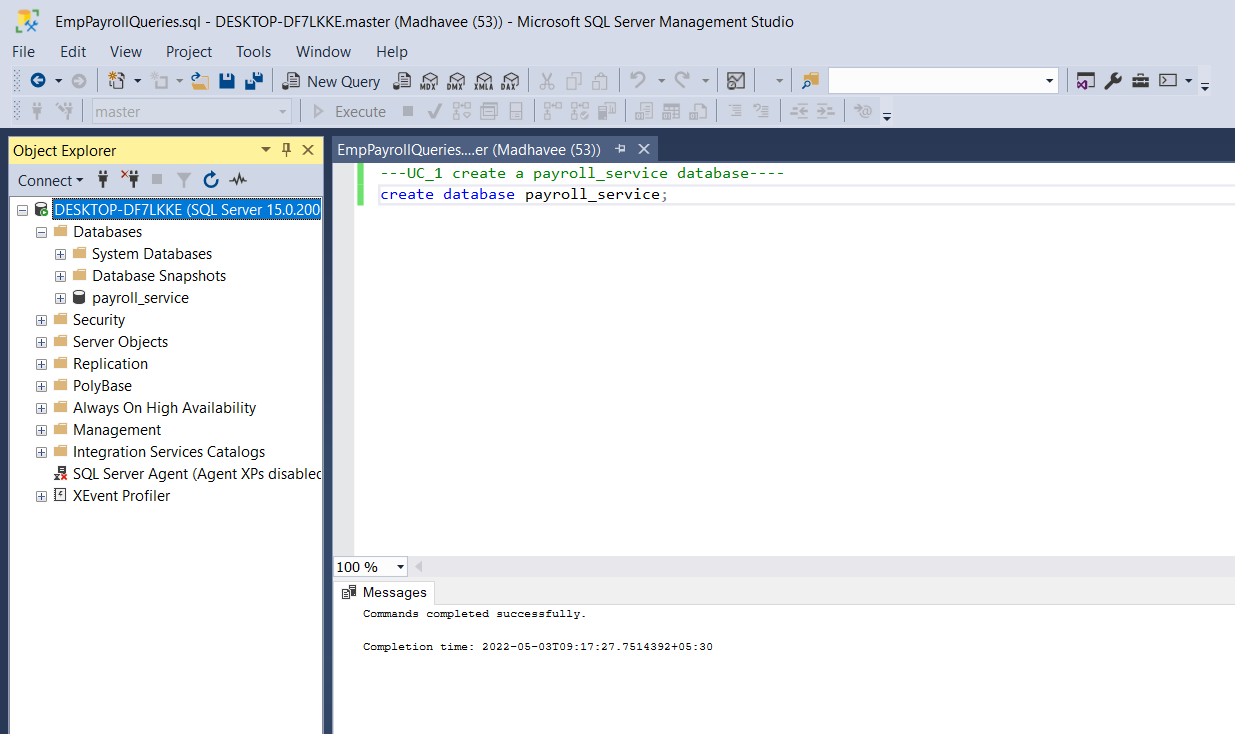 EmpPayrollQueries.sql - DESKTOP-DF7LKKE.master (Madhavee (53)) - Microsoft SQL Server Management Studio
File Edit View Project Tools Window Help
New Query MDX DMX XMLA DAX
master Execute
Object Explorer
Connect
DESKTOP-DF7LKKE (SQL Server 15.0.200
Databases
System Databases
Database Snapshots
payroll_service
Security
Server Objects
Replication
PolyBase
Always On High Availability
Management
Integration Services Catalogs
SQL Server Agent (Agent XPs disabled
XEvent Profiler
EmpPayrollQueries....er (Madhavee (53))
---UC_1 create a payroll_service database----
create database payroll_service;
100 %
Messages
Commands completed successfully.
Completion time: 2022-05-03T09:17:27.7514392+05:30